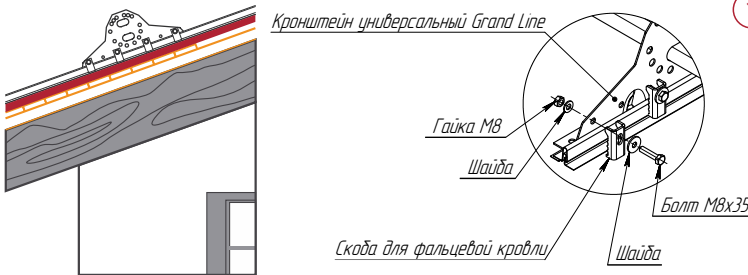 Кронштейн универсальный Grand Line
Гайка М8
Шайба
Болт М8х35
Скоба для фальцевой кровли
Шайба